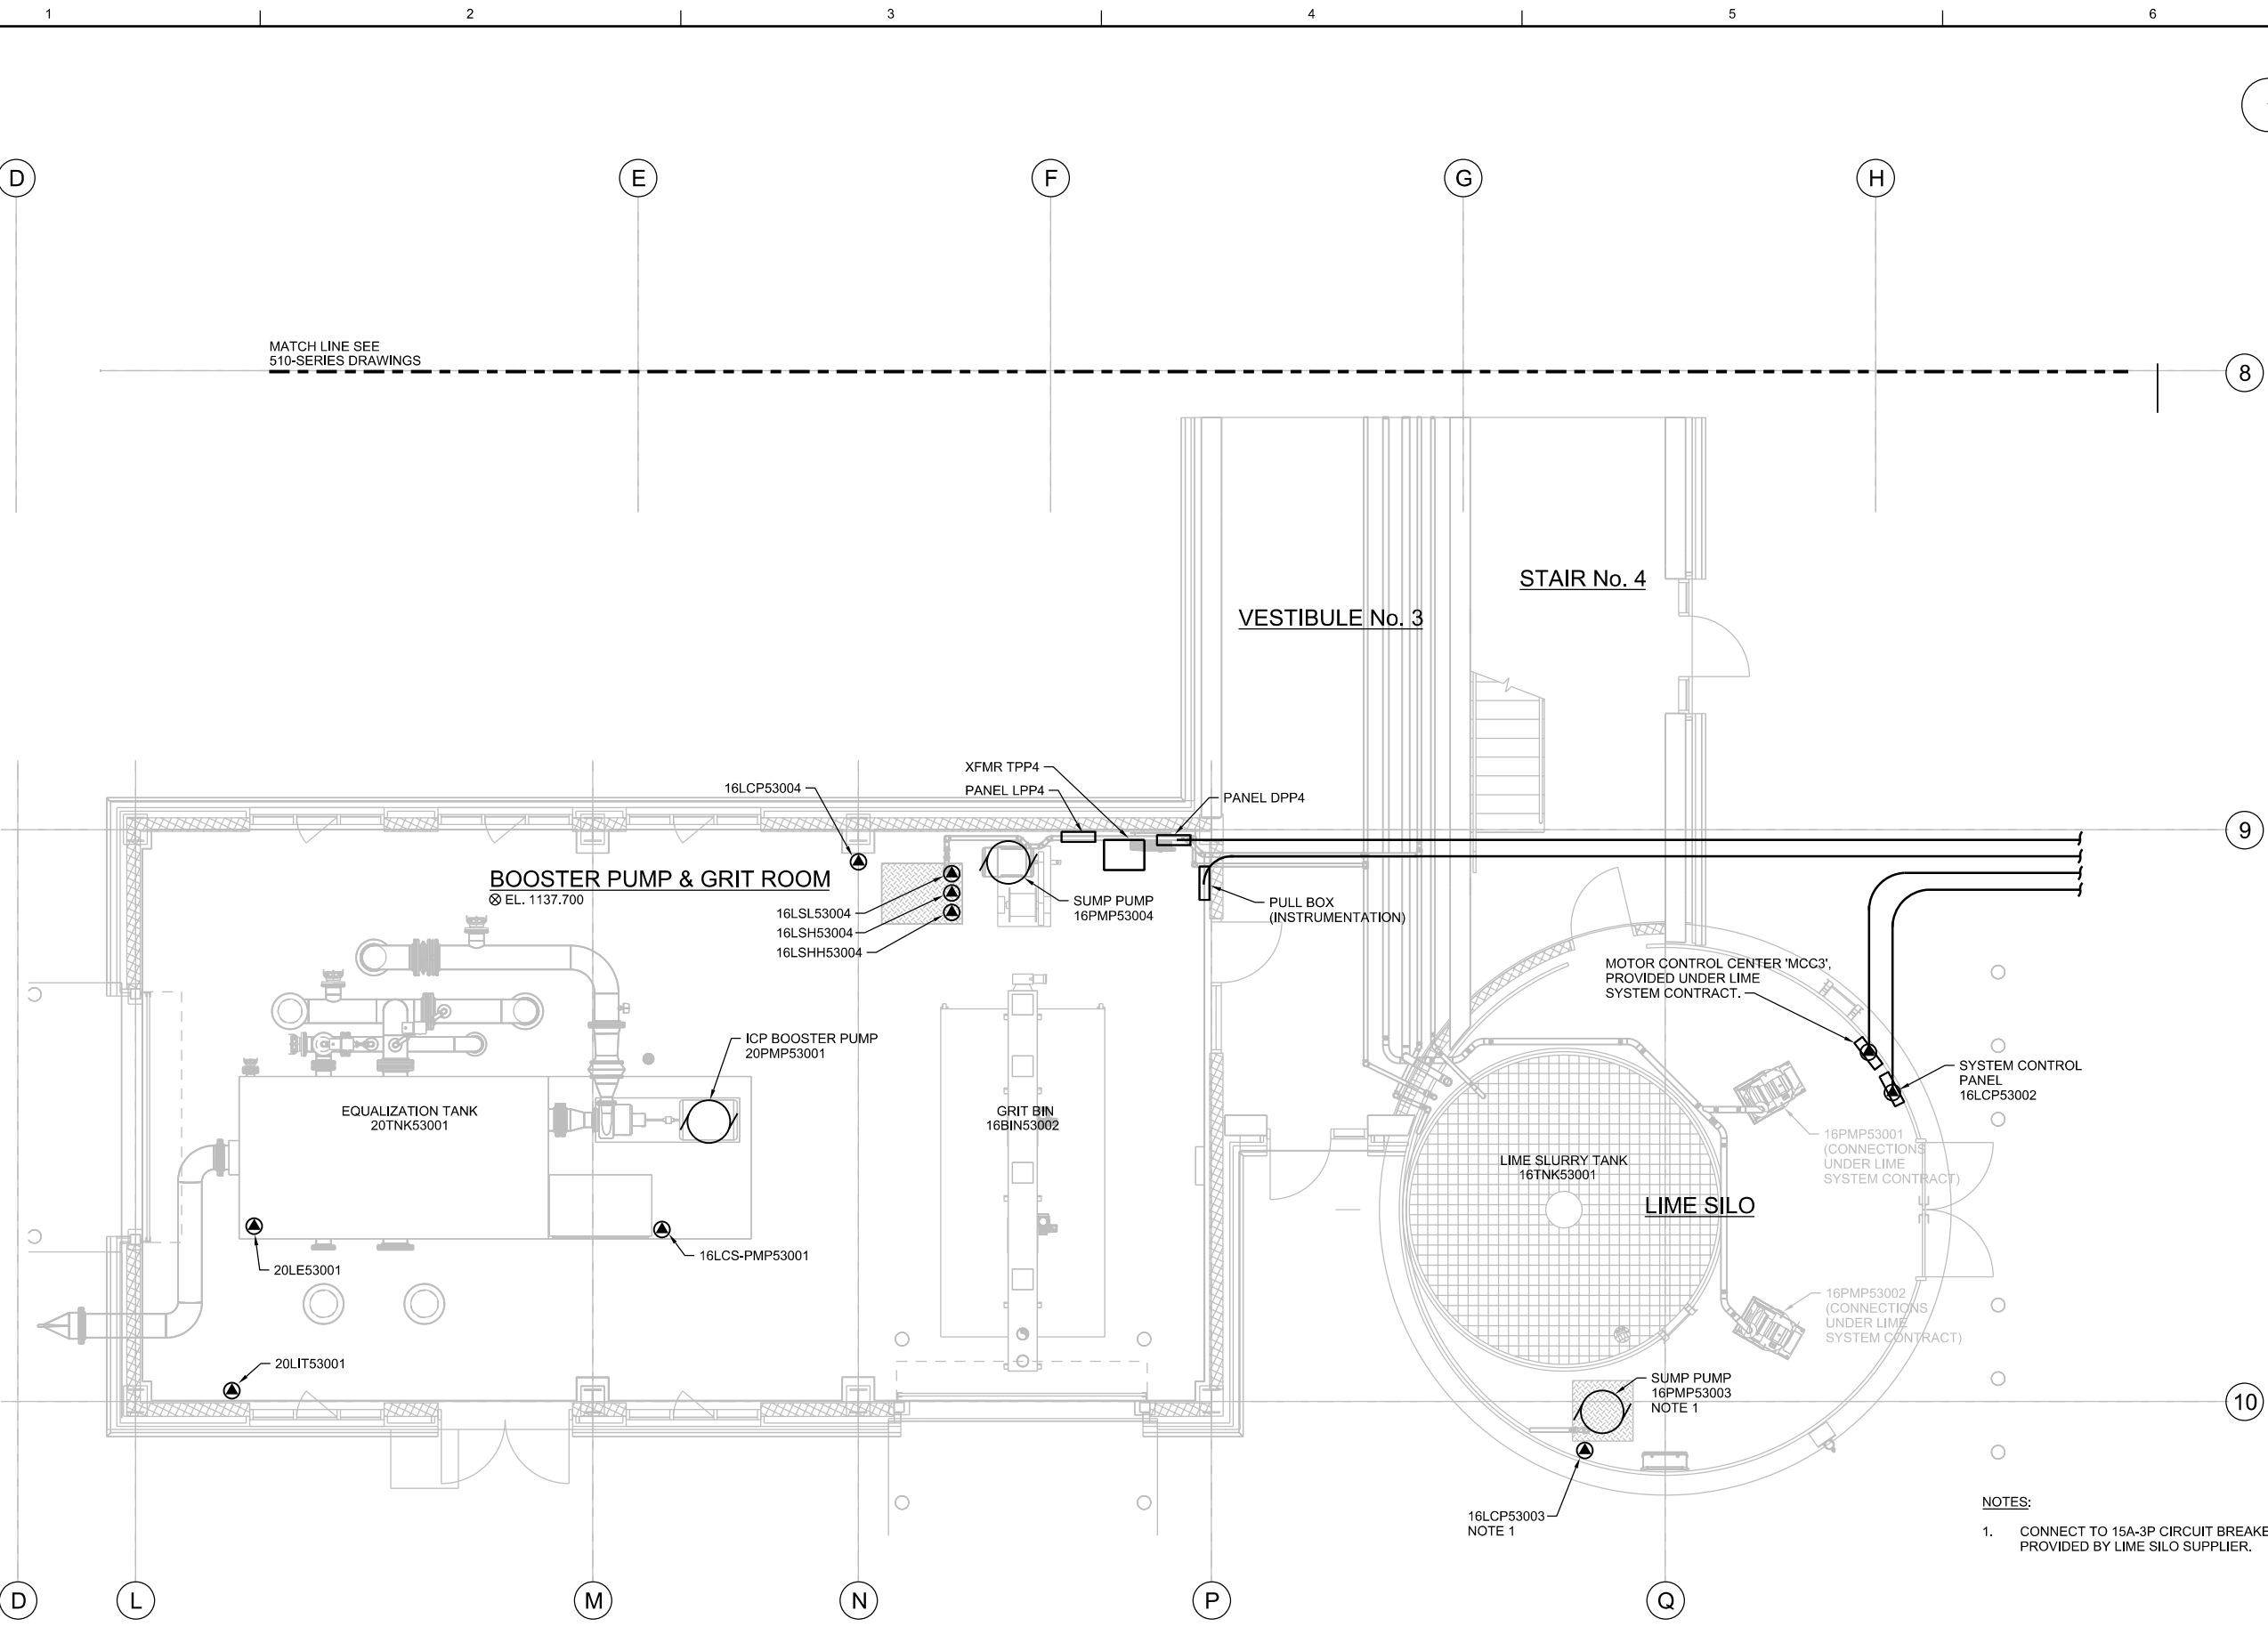 1 2 3 4 5 6
D E F G H
MATCH LINE SEE
510-SERIES DRAWINGS
8
STAIR No. 4
VESTIBULE No. 3
XFMR TPP4
16LCP53004
PANEL LPP4
PANEL DPP4
9
BOOSTER PUMP & GRIT ROOM
EL. 1137.700
SUMP PUMP
16PMP53004
PULL BOX
(INSTRUMENTATION)
16LSL53004
16LSH53004
16LSHH53004
MOTOR CONTROL CENTER 'MCC3',
PROVIDED UNDER LIME
SYSTEM CONTRACT.
ICP BOOSTER PUMP
20PMP53001
SYSTEM CONTROL
PANEL
16LCP53002
EQUALIZATION TANK
20TNK53001
GRIT BIN
16BIN53002
16PMP53001
(CONNECTIONS
UNDER LIME
SYSTEM CONTRACT)
LIME SLURRY TANK
16TNK53001
LIME SILO
16LCS-PMP53001
20LE53001
16PMP53002
(CONNECTIONS
UNDER LIME
SYSTEM CONTRACT)
20LIT53001
SUMP PUMP
16PMP53003
NOTE 1
10
16LCP53003
NOTE 1
NOTES:
1. CONNECT TO 15A-3P CIRCUIT BREAKE
PROVIDED BY LIME SILO SUPPLIER.
D L M N P Q